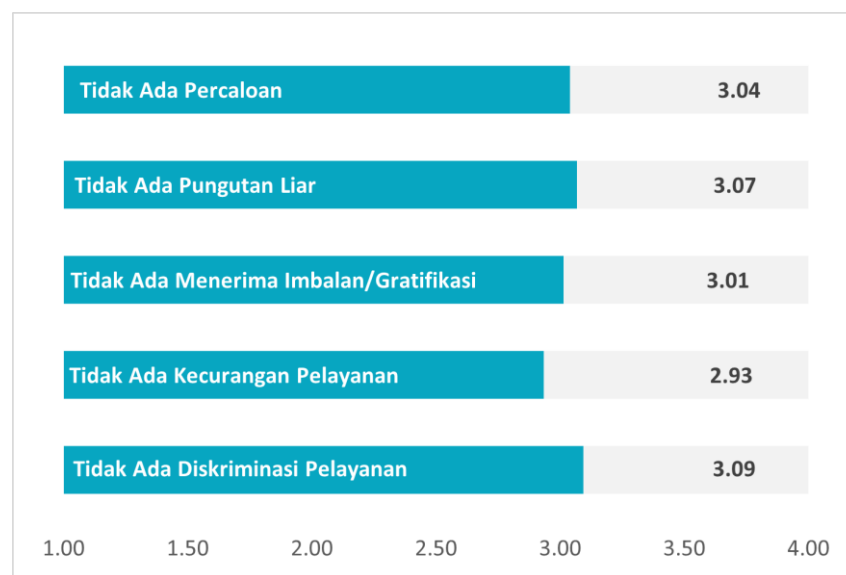 Tidak Ada Percaloan 3.04
Tidak Ada Pungutan Liar 3.07
Tidak Ada Menerima Imbalan/Gratifikasi 3.01
Tidak Ada Kecurangan Pelayanan 2.93
Tidak Ada Diskriminasi Pelayanan 3.09
1.00 1.50 2.00 2.50 3.00 3.50 4.00